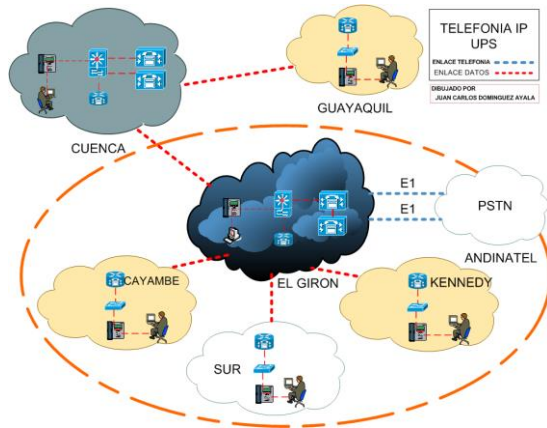 TELEFONIA IP
UPS
ENLACE TELEFONIA
ENLACE DATOS
DIBUJADO POR
JUAN CARLOS DOMINGUEZ AYALA
GUAYAQUIL
CUENCA
E1
E1
PSTN
ANDINATEL
EL GIRON
CAYAMBE
KENNEDY
SUR